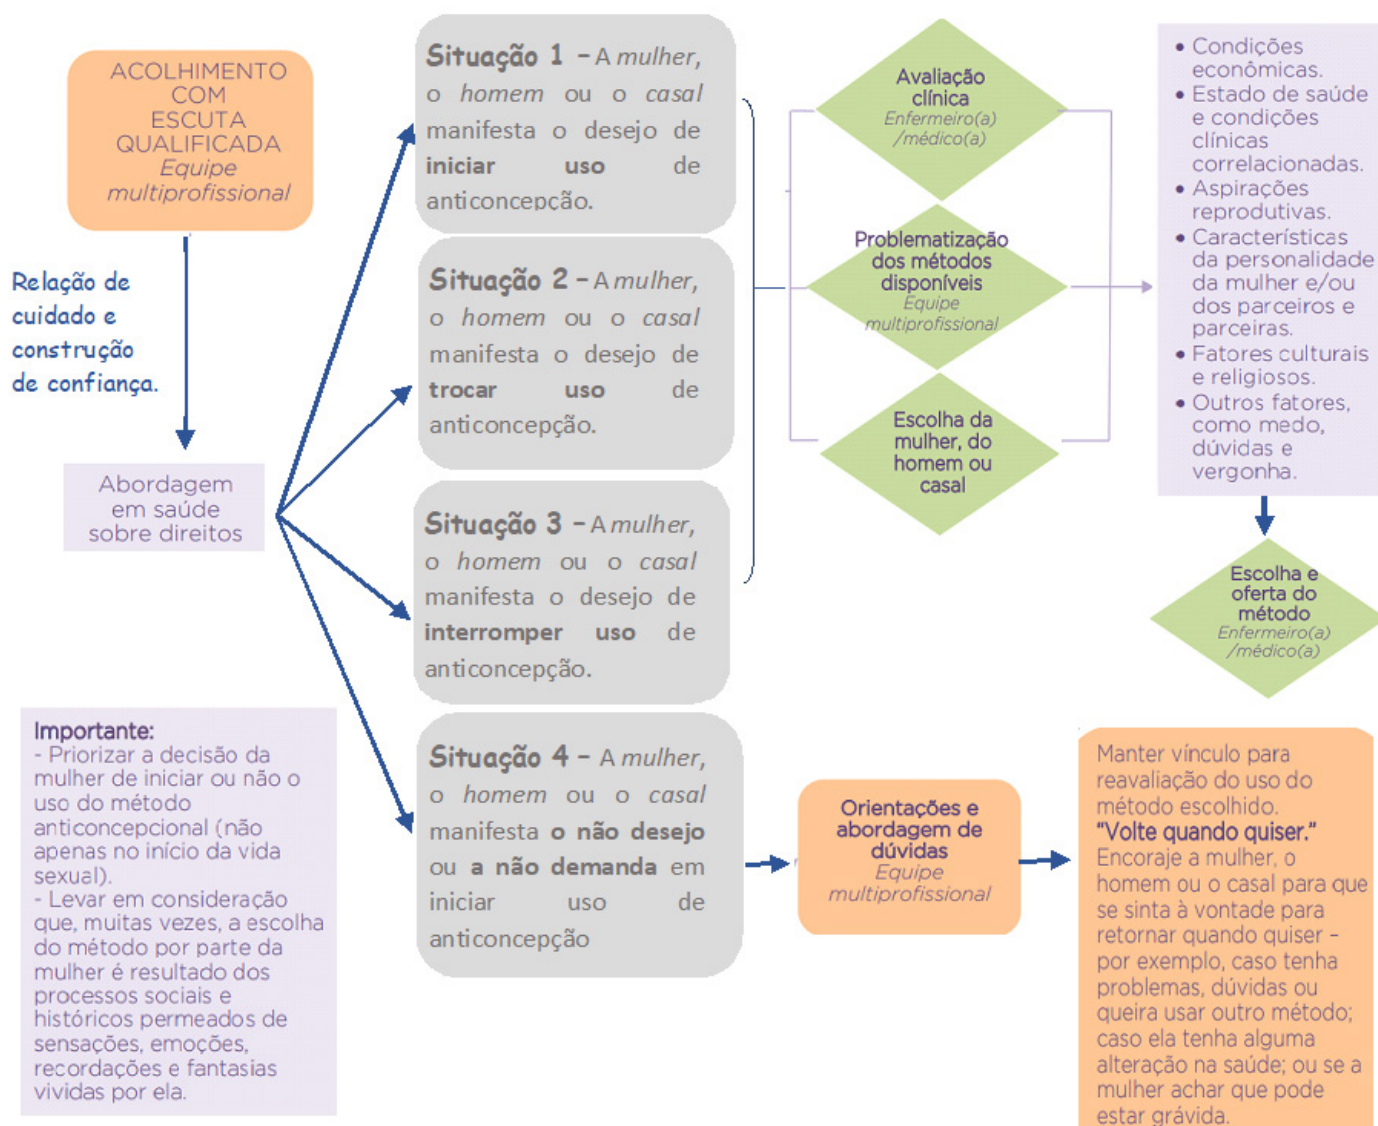 ACOLHIMENTO
COM
ESCUTA
QUALIFICADA
Equipe
multiprofissional
Relação de
cuidado e
construção
de confiança.
Abordagem
em saúde
sobre direitos
Situação 1 – A mulher,
o homem ou o casal
manifesta o desejo de
iniciar uso de
anticoncepção.
Situação 2 – A mulher,
o homem ou o casal
manifesta o desejo de
trocar uso de
anticoncepção.
Situação 3 – A mulher,
o homem ou o casal
manifesta o desejo de
interromper uso de
anticoncepção.
Situação 4 – A mulher,
o homem ou o casal
manifesta o não desejo
ou a não demanda em
iniciar uso de
anticoncepção
Avaliação
clínica
Enfermeiro(a)
/médico(a)
Problematização
dos métodos
disponíveis
Equipe
multiprofissional
Escolha da
mulher, do
homem ou
casal
• Condições
econômicas.
• Estado de saúde
e condições
clínicas
correlacionadas.
• Aspirações
reprodutivas.
• Características
da personalidade
da mulher e/ou
dos parceiros e
parceiras.
• Fatores culturais
e religiosos.
• Outros fatores,
como medo,
dúvidas e
vergonha.
Escolha e
oferta do
método
Enfermeiro(a)
/médico(a)
Orientações e
abordagem de
dúvidas
Equipe
multiprofissional
Manter vínculo para
reavaliação do uso do
método escolhido.
“Volte quando quiser.”
Encoraje a mulher, o
homem ou o casal para que
se sinta à vontade para
retornar quando quiser –
por exemplo, caso tenha
problemas, dúvidas ou
queira usar outro método;
caso ela tenha alguma
alteração na saúde; ou se a
mulher achar que pode
estar grávida.
Importante:
- Priorizar a decisão da
mulher de iniciar ou não o
uso do método
anticoncepcional (não
apenas no início da vida
sexual).
- Levar em consideração
que, muitas vezes, a escolha
do método por parte da
mulher é resultado dos
processos sociais e
históricos permeados de
sensações, emoções,
recordações e fantasias
vividas por ela.